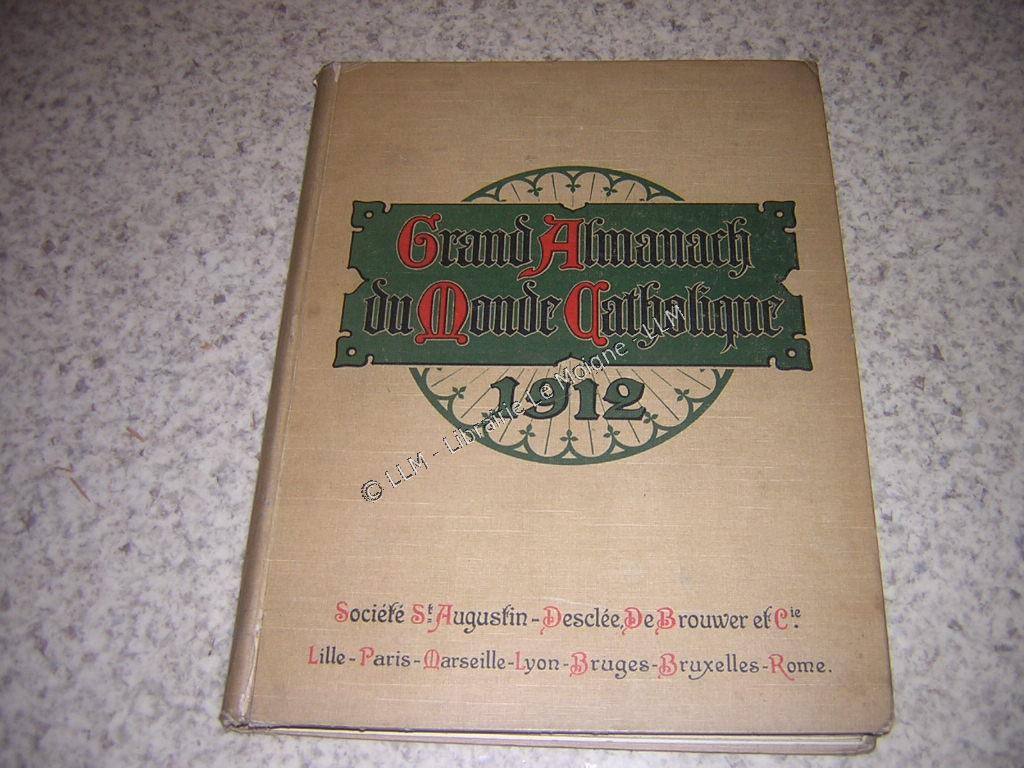 Grand Almanach
du Monde Catholique
1912
© LLM - Librairie Le Moigne - LLM
Société St. Augustin - Desclée, De Brouwer et Cie.
Lille - Paris - Marseille - Lyon - Bruges - Bruxelles - Rome.